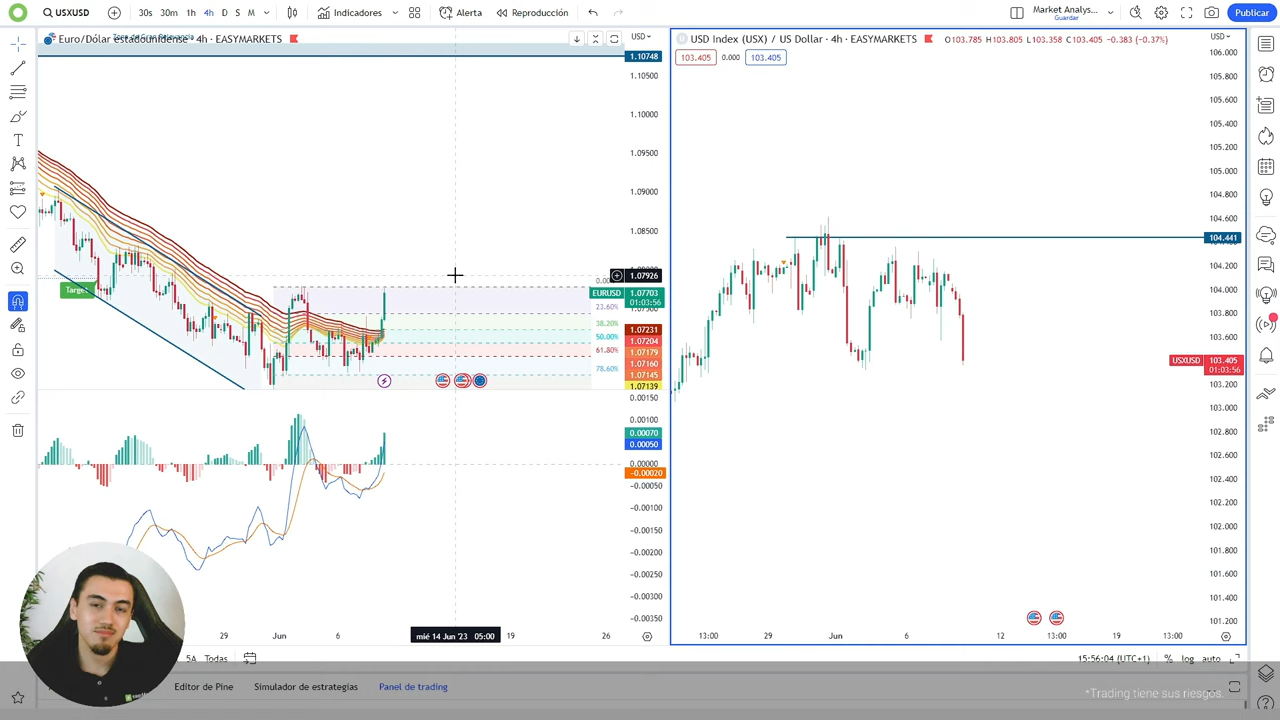 USXUSD
30s 30m 1h 4h D S M
Indicadores
Alerta
Reproducción
Market Analys...
Guardar
Publicar
Euro/Dólar estadounidense · 4h · EASYMARKETS
USD
1.10748
1.10500
1.10000
1.09500
1.09000
1.08500
1.07926
EURUSD 1.07703
01:03:56
23.60%
38.20%
50.00%
61.80%
78.60%
1.07231
1.07204
1.07179
1.07160
1.07145
1.07139
Targe
0.00150
0.00100
0.00070
0.00050
0.00000
-0.00020
-0.00050
-0.00100
-0.00150
-0.00200
-0.00250
-0.00300
-0.00350
29 Jun 6 mié 14 Jun '23 05:00 19 26
USD Index (USX) / US Dollar · 4h · EASYMARKETS O103.785 H103.805 L103.358 C103.405 -0.383 (-0.37%)
103.405 0.000 103.405
USD
106.000
105.800
105.600
105.400
105.200
105.000
104.800
104.600
104.441
104.200
104.000
103.800
103.600
USXUSD 103.405
01:03:56
103.200
103.000
102.800
102.600
102.400
102.200
102.000
101.800
101.600
101.400
101.200
13:00 29 Jun 6 12 13:00 19 13:00
5A Todas
15:56:04 (UTC+1) % log auto
Editor de Pine Simulador de estrategias Panel de trading
*Trading tiene sus riesgos.